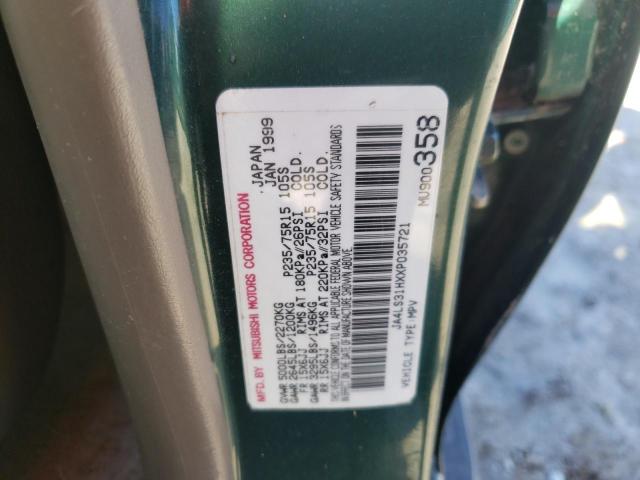 MFD. BY MITSUBISHI MOTORS CORPORATION JAPAN
JAN 1999
GVWR 5000LBS/2270KG P235/75R15 105S
GAWR 2645LBS/1200KG
FR 15X6JJ RIMS AT 180KPa//26PSI COLD.
GAWR 3295LBS/1496KG P235/75R15 105S
RR 15X6JJ RIMS AT 220KPa//32PSI COLD.
THIS VEHICLE CONFORMS TO ALL APPLICABLE FEDERAL MOTOR VEHICLE SAFETY STANDARDS
IN EFFECT ON THE DATE OF MANUFACTURE SHOWN ABOVE.
JA4LS31HXXP035721
VEHICLE TYPE:MPV MU900358